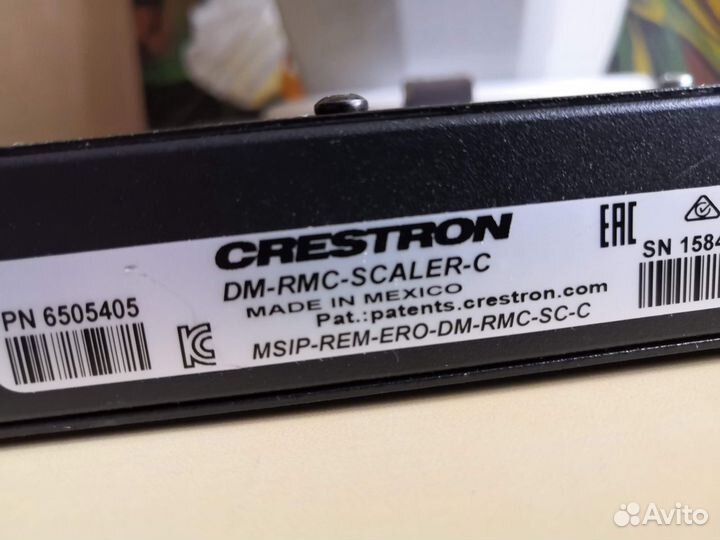 CRESTRON
DM-RMC-SCALER-C
MADE IN MEXICO
Pat.:patents.crestron.com
MSIP-REM-ERO-DM-RMC-SC-C
PN 6505405
EAC
SN 1584
Avito